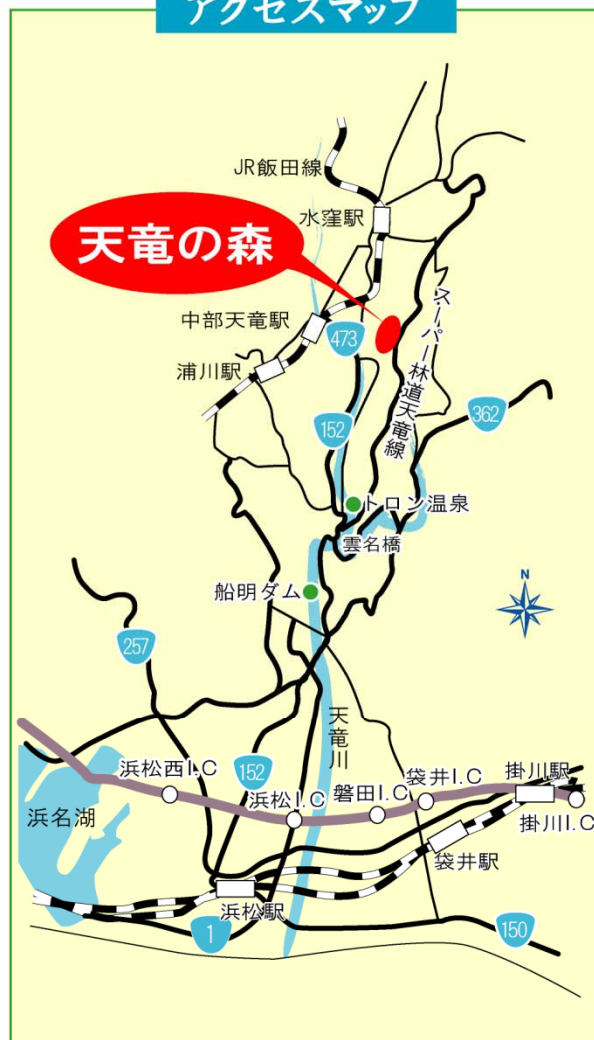 アクセスマップ
JR飯田線
水窪駅
天竜の森
中部天竜駅
473
スーパー林道天竜線
浦川駅
152
362
トロン温泉
雲名橋
船明ダム
N
257
天竜川
浜松西I.C
152
浜松I.C
磐田I.C
袋井I.C
掛川駅
掛川I.C
浜名湖
袋井駅
浜松駅
1
150